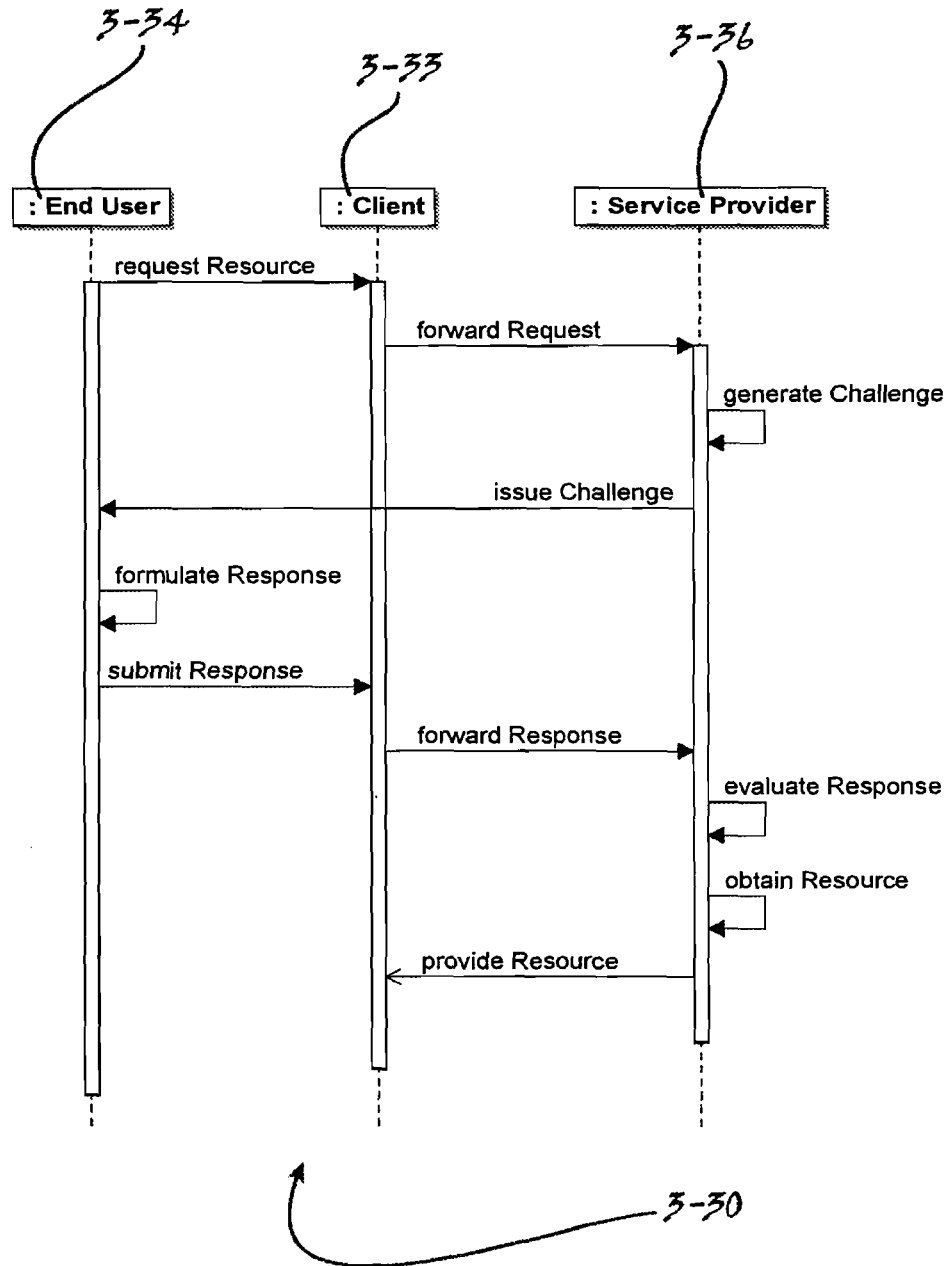 3-34
3-33
3-36
: End User
: Client
: Service Provider
request Resource
forward Request
generate Challenge
issue Challenge
formulate Response
submit Response
forward Response
evaluate Response
obtain Resource
provide Resource
3-30